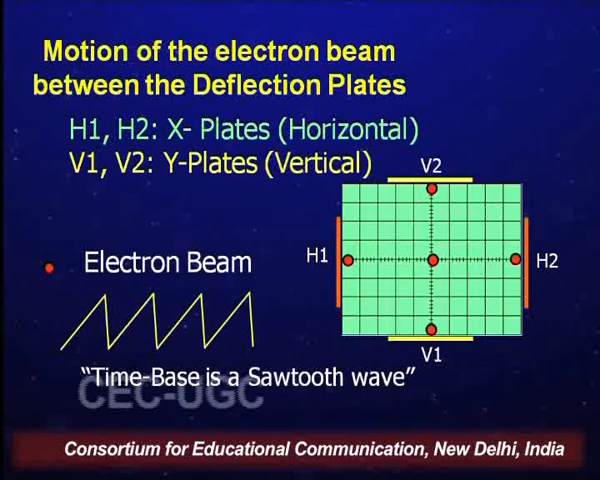 Motion of the electron beam
between the Deflection Plates
H1, H2: X- Plates (Horizontal)
V1, V2: Y-Plates (Vertical)
V2
H1
H2
Electron Beam
V1
"Time-Base is a Sawtooth wave"
CEC-UGC
Consortium for Educational Communication, New Delhi, India